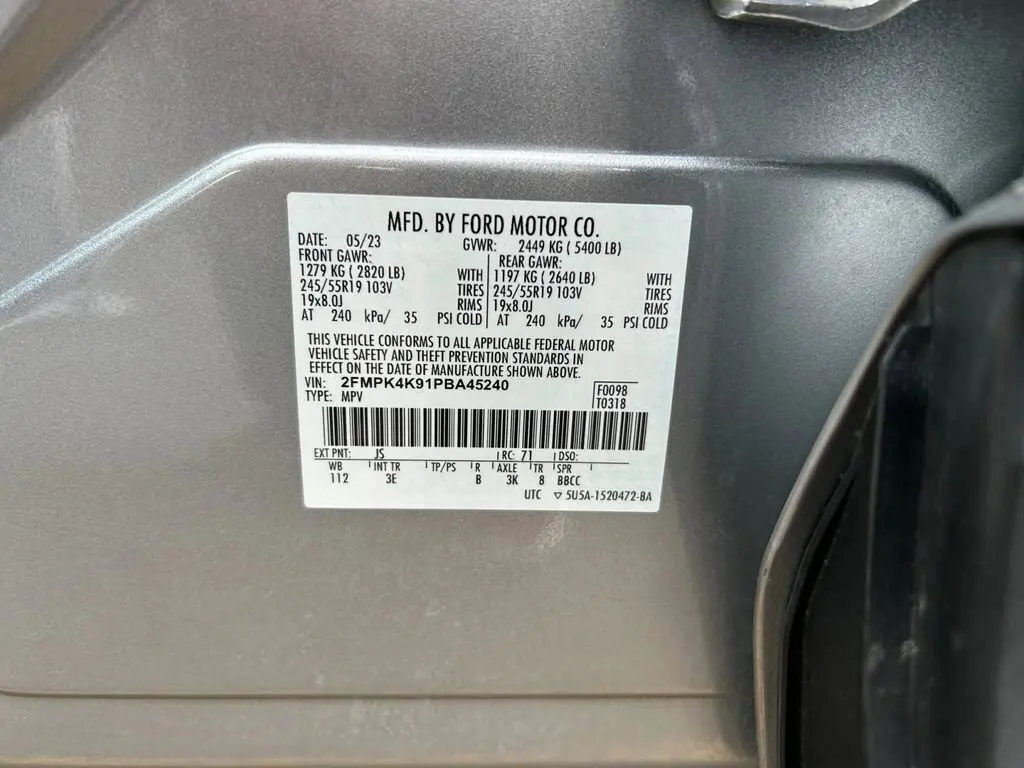 MFD. BY FORD MOTOR CO.
DATE: 05/23 GVWR: 2449 KG ( 5400 LB)
FRONT GAWR: REAR GAWR:
1279 KG ( 2820 LB) WITH 1197 KG ( 2640 LB) WITH
245/55R19 103V TIRES 245/55R19 103V TIRES
19x8.0J RIMS 19x8.0J RIMS
AT 240 kPa/ 35 PSI COLD AT 240 kPa/ 35 PSI COLD
THIS VEHICLE CONFORMS TO ALL APPLICABLE FEDERAL MOTOR
VEHICLE SAFETY AND THEFT PREVENTION STANDARDS IN
EFFECT ON THE DATE OF MANUFACTURE SHOWN ABOVE.
VIN: 2FMPK4K91PBA45240 F0098
TYPE: MPV T0318
EXT PNT: JS RC: 71 DSO:
WB INT TR TP/PS R AXLE TR SPR
112 3E B 3K 8 BBCC
UTC ▽ 5U5A-1520472-BA